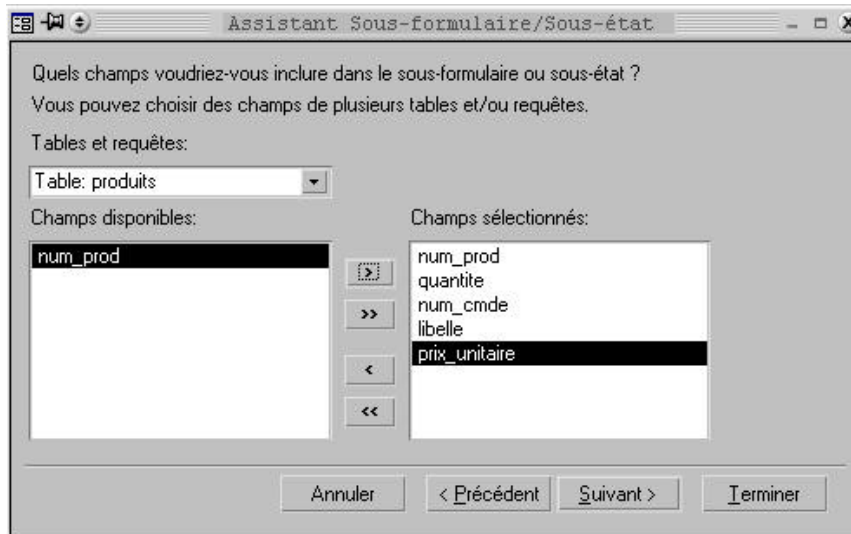 Assistant Sous-formulaire/Sous-état
Quels champs voudriez-vous inclure dans le sous-formulaire ou sous-état ?
Vous pouvez choisir des champs de plusieurs tables et/ou requêtes.
Tables et requêtes:
Table: produits
Champs disponibles:
num_prod
>
>>
<
<<
Champs sélectionnés:
num_prod
quantite
num_cmde
libelle
prix_unitaire
Annuler
< Précédent
Suivant >
Terminer